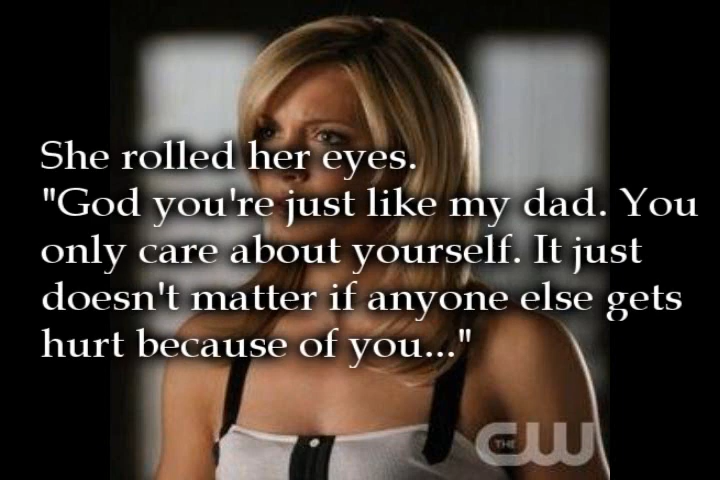 She rolled her eyes.
"God you're just like my dad. You
only care about yourself. It just
doesn't matter if anyone else gets
hurt because of you..."
THE CW